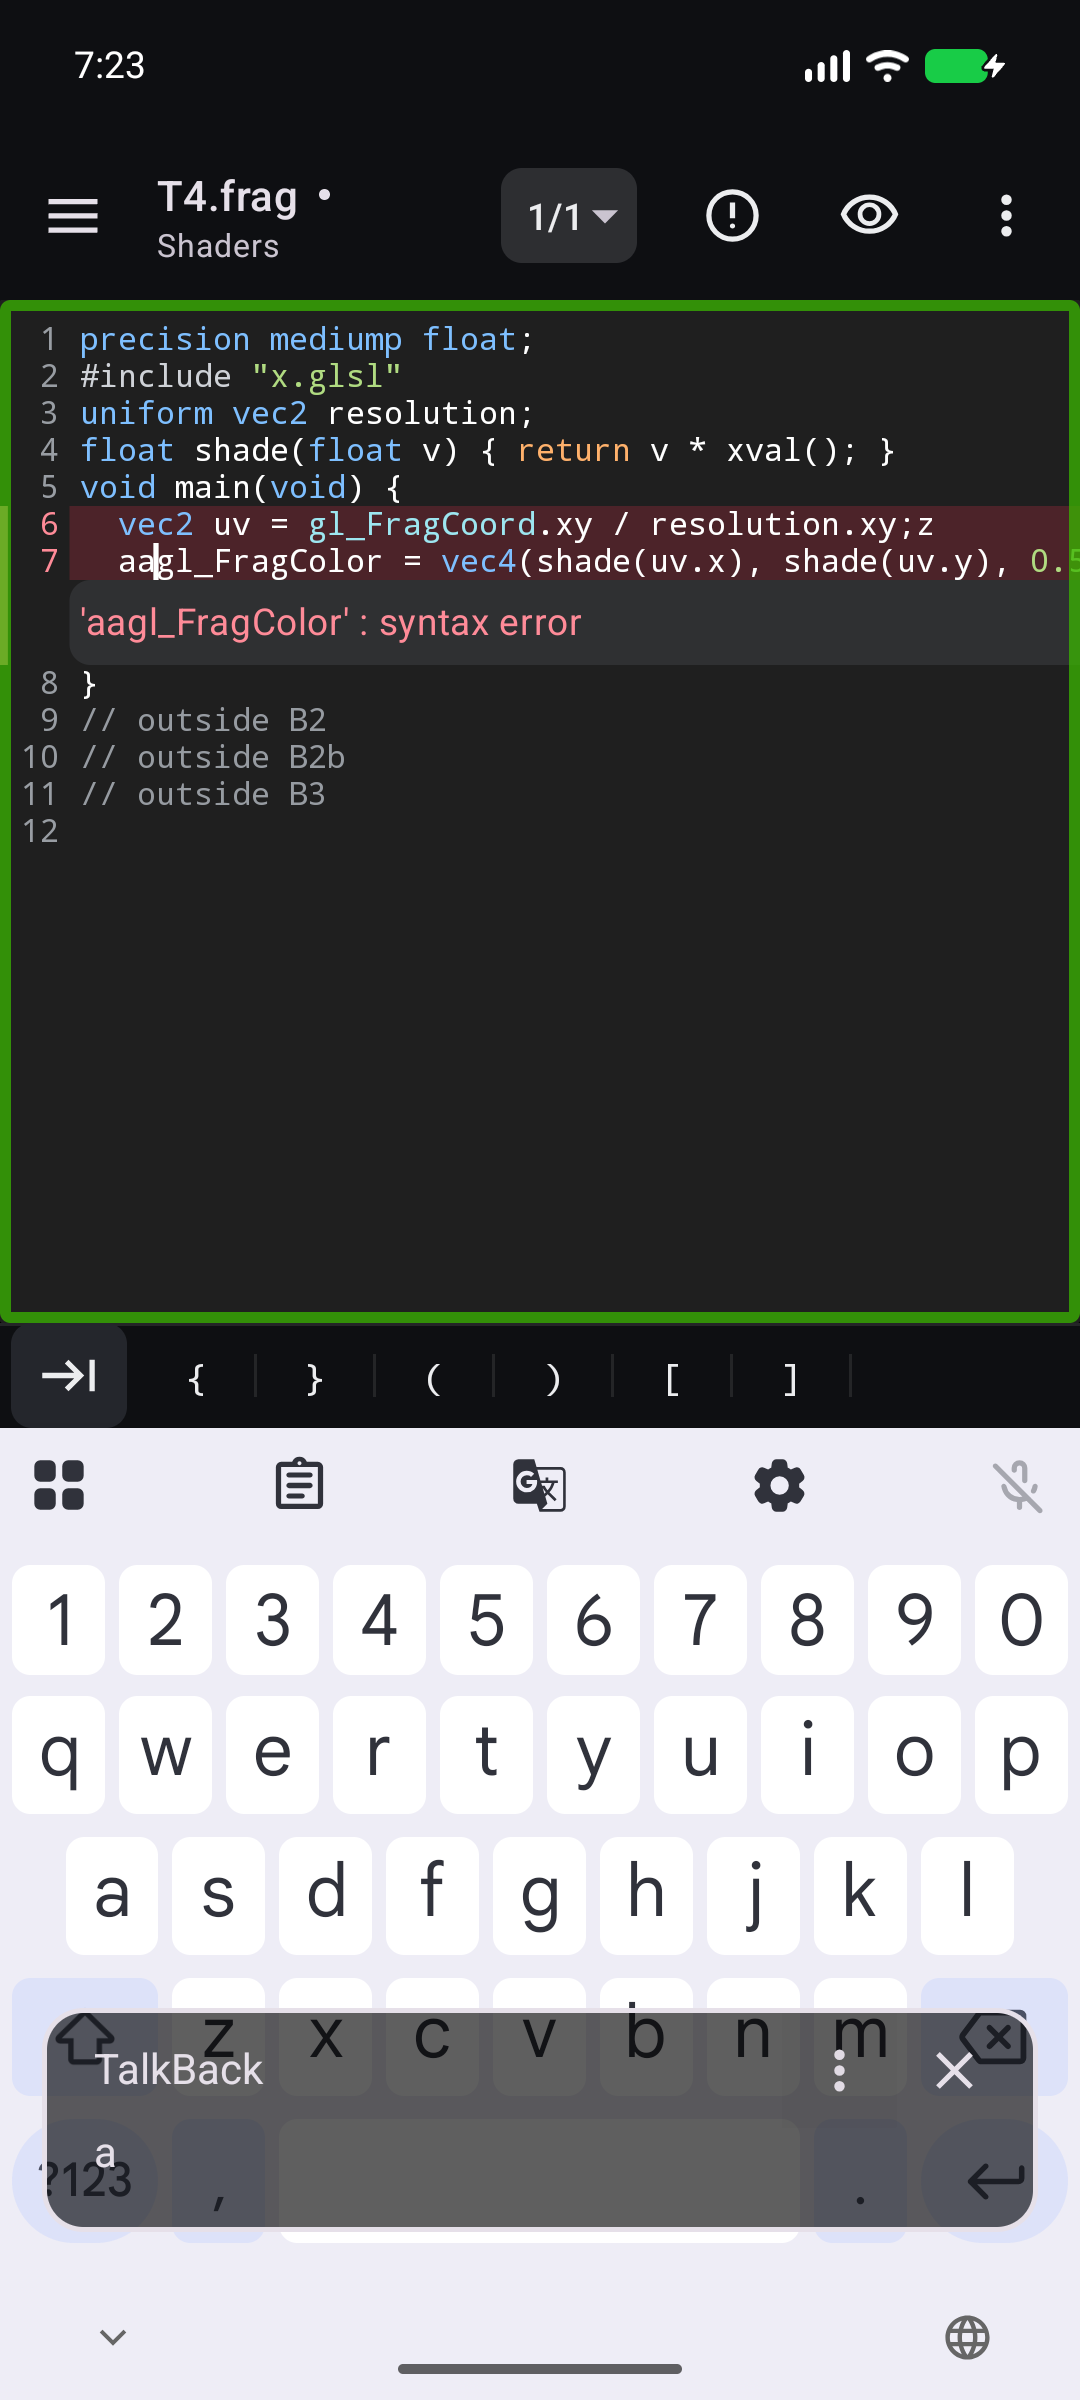 7:23
T4.frag •
Shaders
1/1
1 precision mediump float;
2 #include "x.glsl"
3 uniform vec2 resolution;
4 float shade(float v) { return v * xval(); }
5 void main(void) {
6   vec2 uv = gl_FragCoord.xy / resolution.xy;z
7   aagl_FragColor = vec4(shade(uv.x), shade(uv.y), 0.5
'aagl_FragColor' : syntax error
8 }
9 // outside B2
10 // outside B2b
11 // outside B3
12
{ } ( ) [ ]
1 2 3 4 5 6 7 8 9 0
q w e r t y u i o p
a s d f g h j k l
z x c v b n m
TalkBack
a
?123 , .